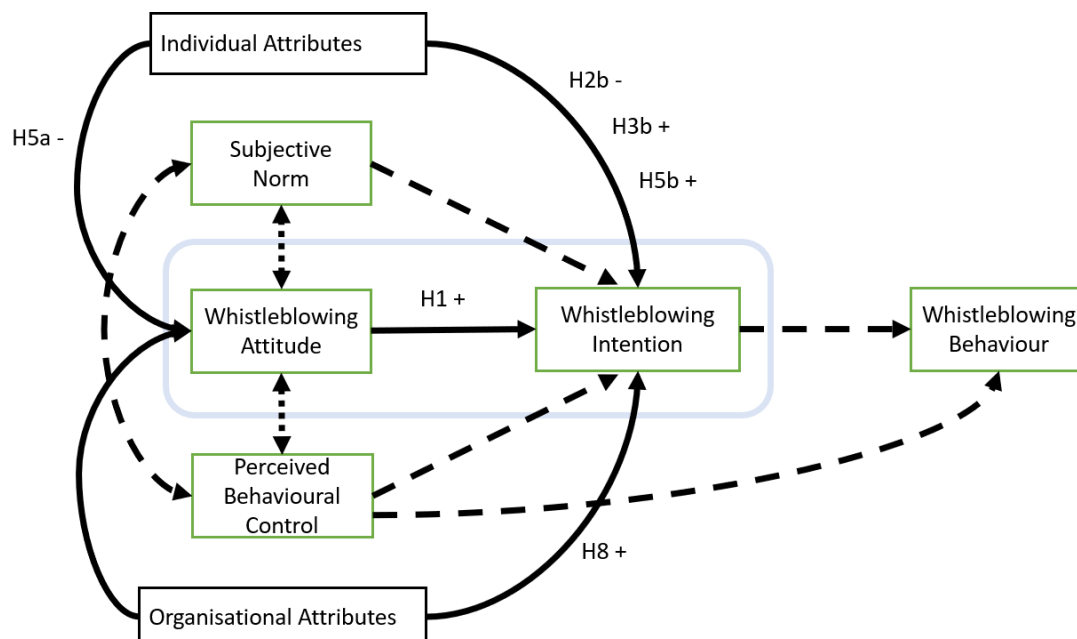 Individual Attributes
H2b -
H3b +
H5b +
H5a -
Subjective
Norm
H1 +
Whistleblowing
Attitude
Whistleblowing
Intention
Whistleblowing
Behaviour
Perceived
Behavioural
Control
H8 +
Organisational Attributes